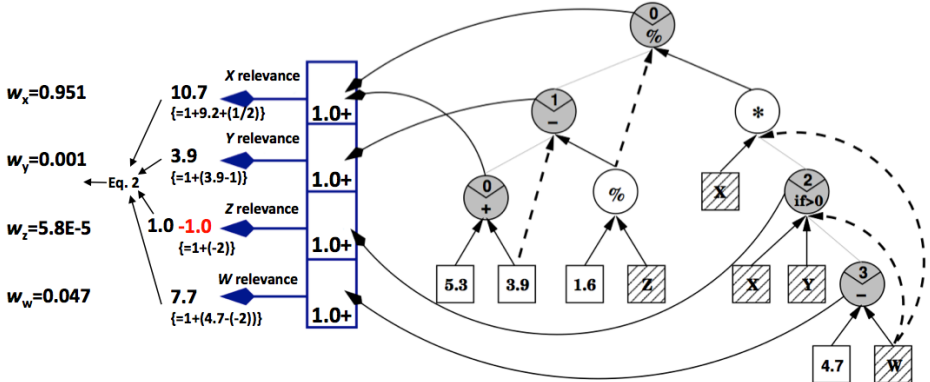 X relevance
wx=0.951
10.7
{=1+9.2+(1/2)}
1.0+
Y relevance
wy=0.001
3.9
{=1+(3.9-1)}
1.0+
Eq. 2
Z relevance
wz=5.8E-5
1.0 -1.0
{=1+(-2)}
1.0+
W relevance
ww=0.047
7.7
{=1+(4.7-(-2))}
1.0+
0
%
1
−
*
0
+
%
X
2
if>0
5.3
3.9
1.6
Z
X
Y
3
−
4.7
W